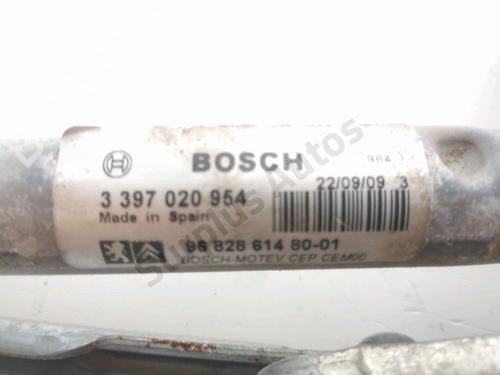 BOSCH
984
3 397 020 954
22/09/09 3
Made in Spain
96 828 614 80-01
BOSCH-MOTEV CEP CEM00
Surplus Autos